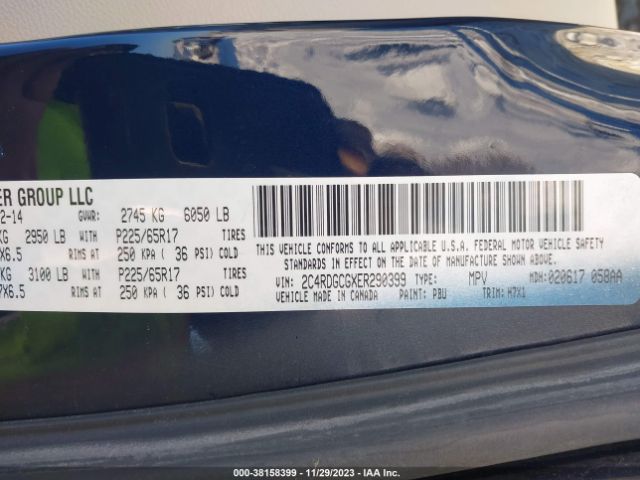 ER GROUP LLC
2-14 GVWR: 2745 KG 6050 LB
KG 2950 LB WITH P225/65R17 TIRES
X6.5 RIMS AT 250 KPA ( 36 PSI) COLD
KG 3100 LB WITH P225/65R17 TIRES
7X6.5 RIMS AT 250 KPA ( 36 PSI) COLD
THIS VEHICLE CONFORMS TO ALL APPLICABLE U.S.A. FEDERAL MOTOR VEHICLE SAFETY
STANDARDS IN EFFECT ON THE DATE OF MANUFACTURE SHOWN ABOVE.
VIN: 2C4RDGCGXER290399 TYPE: MPV MDH: 020617 058AA
VEHICLE MADE IN CANADA PAINT: PBU TRIM: H7X1
000-38158399 - 11/29/2023 - IAA Inc.